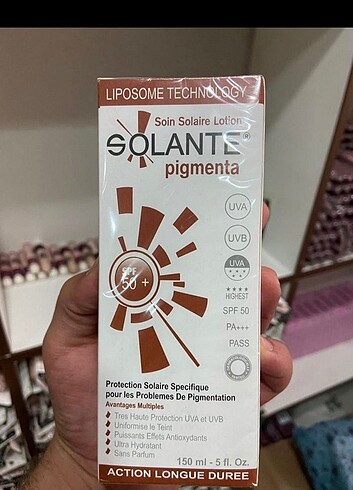 LIPOSOME TECHNOLOGY
Soin Solaire Lotion
SOLANTE®
pigmenta
UVA
UVB
UVA
HIGHEST
SPF 50
PA+++
PASS
SPF
50 +
Protection Solaire Specifique
pour les Problemes De Pigmentation
Avantages Multiples
Tres Haute Protection UVA et UVB
Uniformise le Teint
Puissants Effets Antioxydants
Ultra Hydratant
Sans Parfum
150 ml - 5 fl. Oz.
ACTION LONGUE DUREE